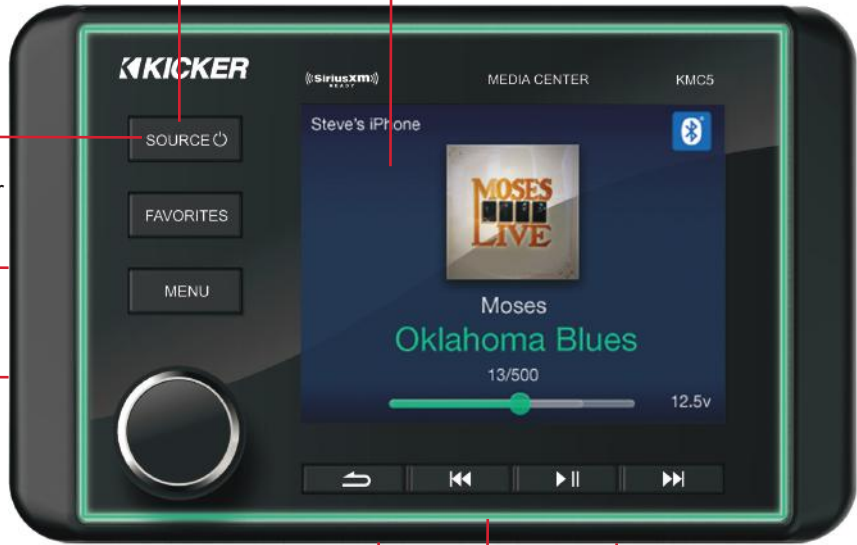 KICKER
((SiriusXM))
READY
MEDIA CENTER
KMC5
SOURCE
FAVORITES
MENU
Steve's iPhone
MOSES
LIVE
Moses
Oklahoma Blues
13/500
12.5v
r